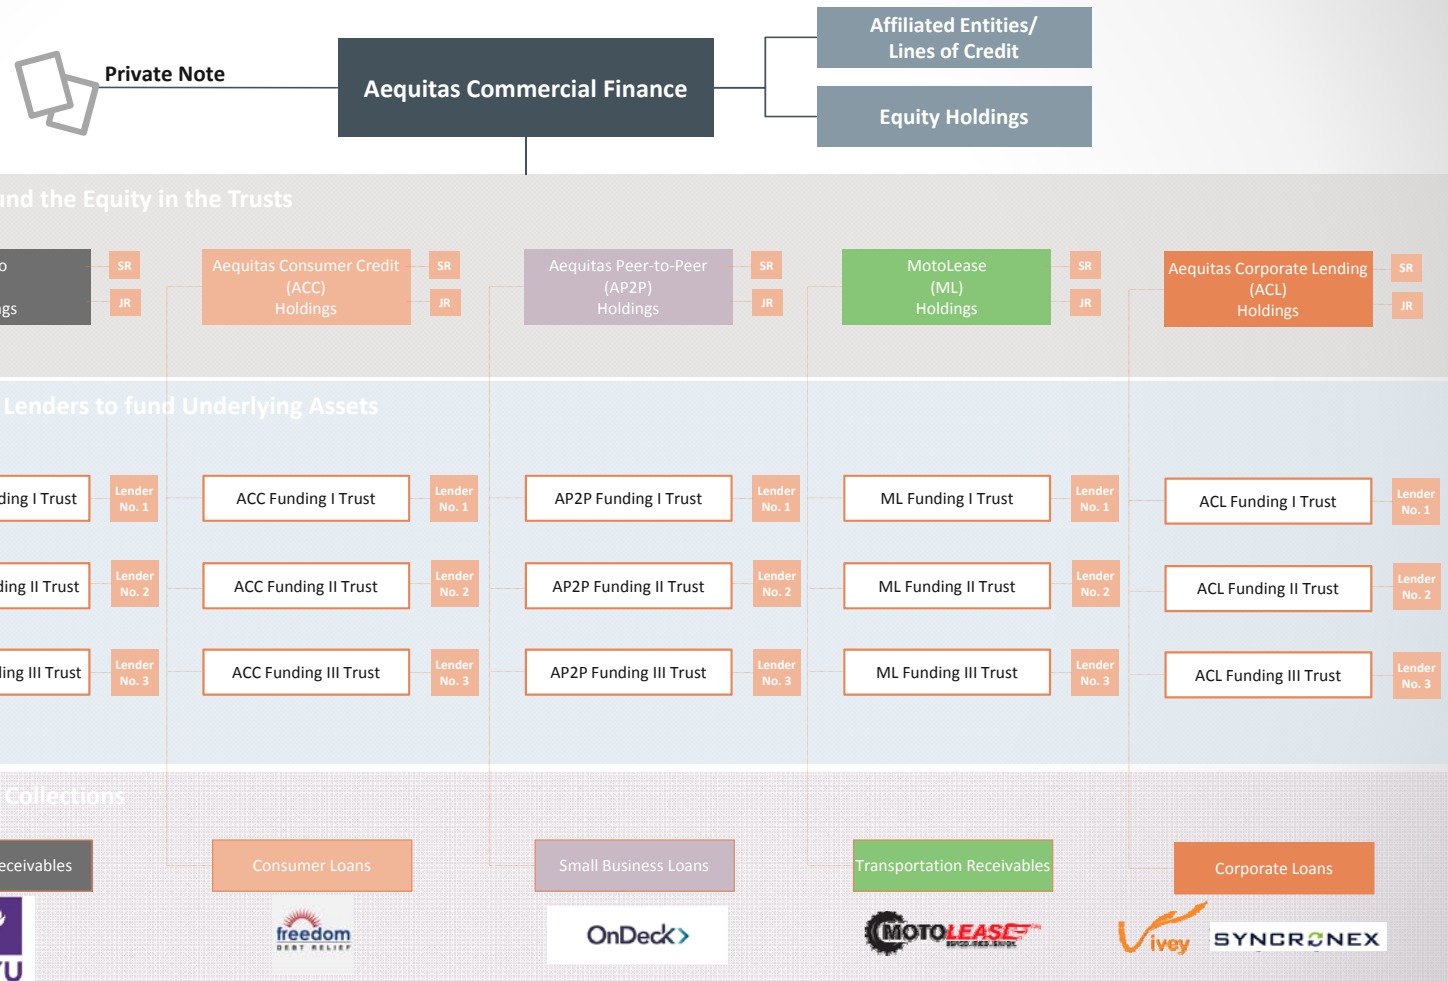 Affiliated Entities/
Lines of Credit
Private Note
Aequitas Commercial Finance
Equity Holdings
the Equity in the Trusts
SR
JR
Aequitas Consumer Credit
(ACC)
Holdings
SR
JR
Aequitas Peer-to-Peer
(AP2P)
Holdings
SR
JR
MotoLease
(ML)
Holdings
SR
JR
Aequitas Corporate Lending
(ACL)
Holdings
SR
JR
Lenders to fund Underlying Assets
I Trust
Lender
No. 1
ACC Funding I Trust
Lender
No. 1
AP2P Funding I Trust
Lender
No. 1
ML Funding I Trust
Lender
No. 1
ACL Funding I Trust
Lender
No. 1
II Trust
Lender
No. 2
ACC Funding II Trust
Lender
No. 2
AP2P Funding II Trust
Lender
No. 2
ML Funding II Trust
Lender
No. 2
ACL Funding II Trust
Lender
No. 2
III Trust
Lender
No. 3
ACC Funding III Trust
Lender
No. 3
AP2P Funding III Trust
Lender
No. 3
ML Funding III Trust
Lender
No. 3
ACL Funding III Trust
Lender
No. 3
Collections
eceivables
Consumer Loans
Small Business Loans
Transportation Receivables
Corporate Loans
freedom
DEBT RELIEF
OnDeck
MOTOLEASE
Vivey
SYNCRONEX